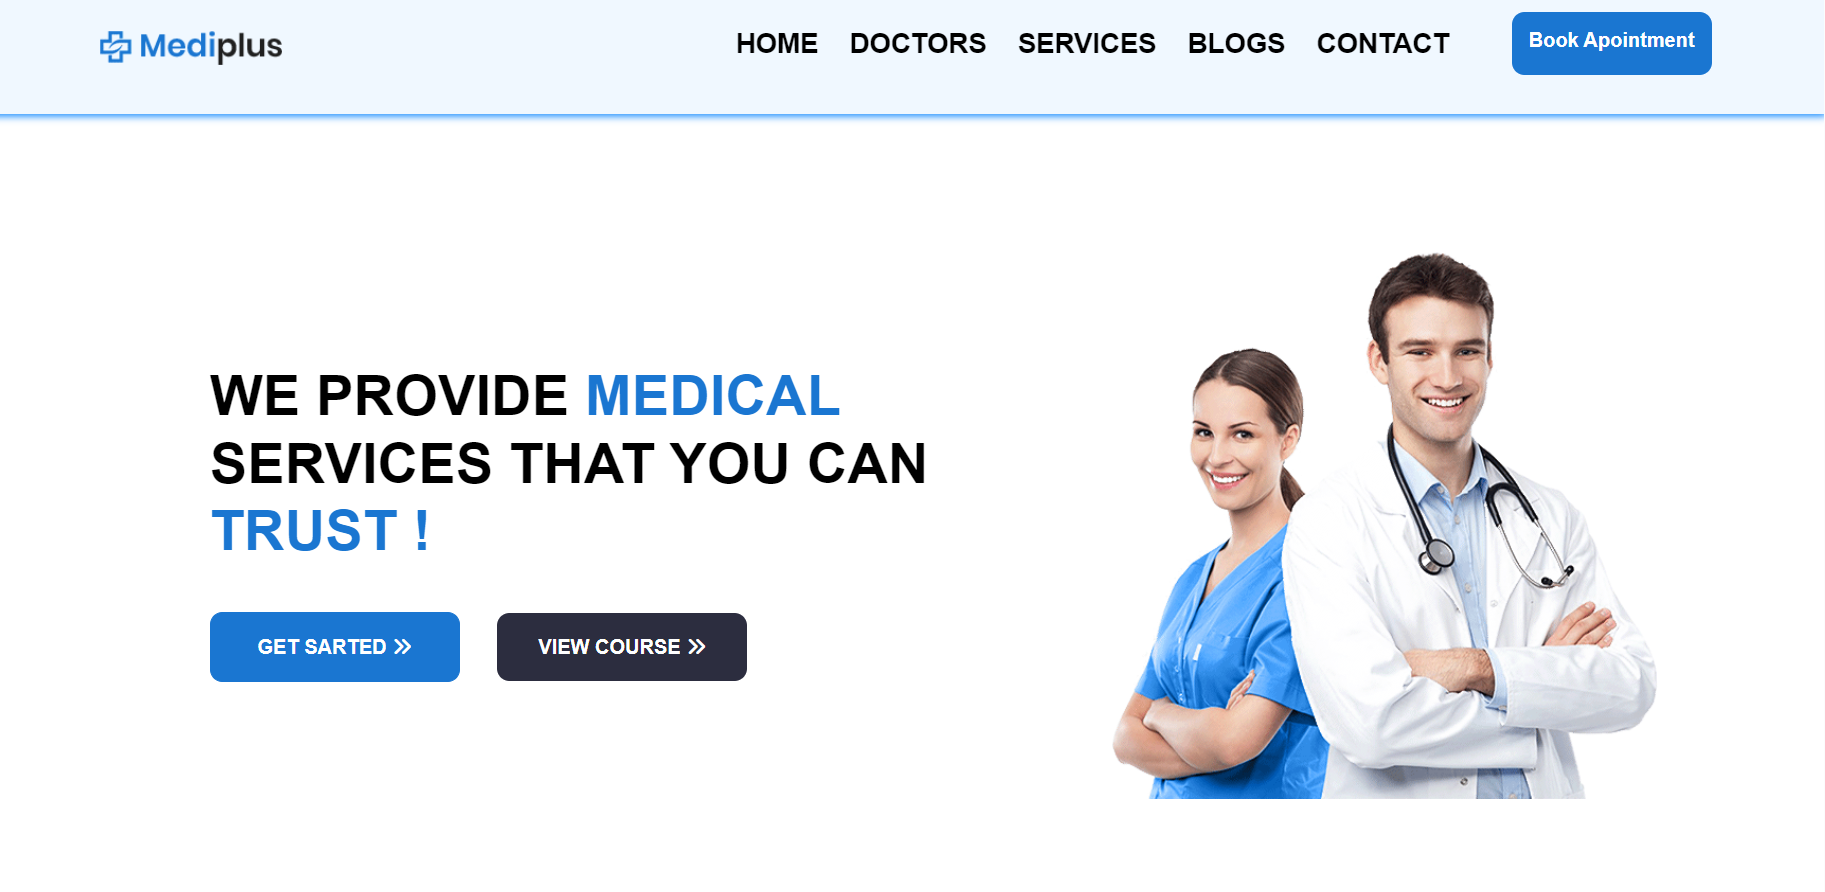 Mediplus
HOME DOCTORS SERVICES BLOGS CONTACT Book Apointment
WE PROVIDE MEDICAL
SERVICES THAT YOU CAN
TRUST !
GET SARTED VIEW COURSE